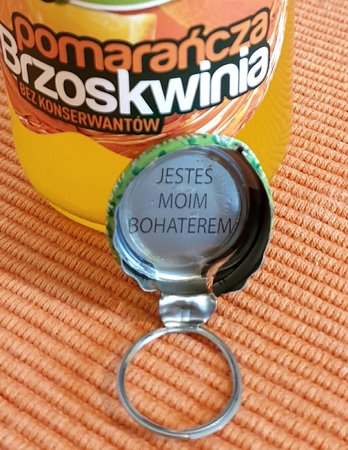 pomarańcza
Brzoskwinia
BEZ KONSERWANTÓW
JESTEŚ
MOIM
BOHATEREM